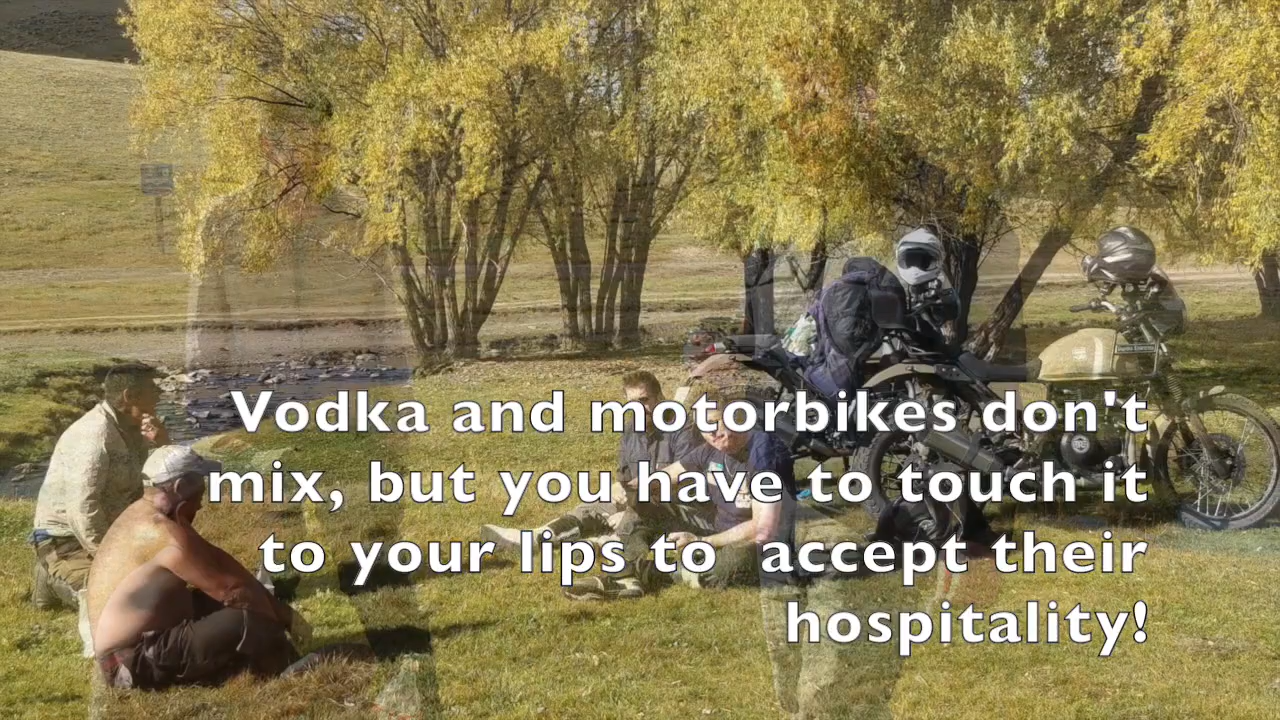 Vodka and motorbikes don't
mix, but you have to touch it
to your lips to  accept their
hospitality!